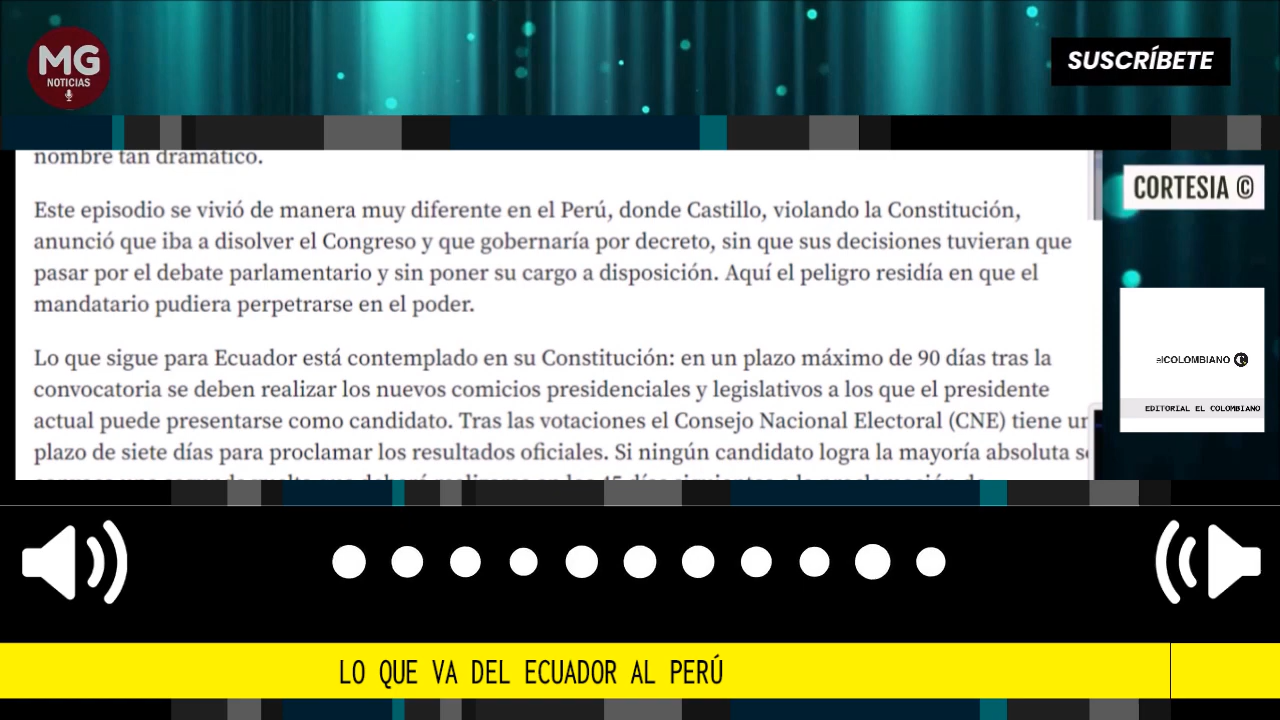 MG
NOTICIAS
SUSCRÍBETE
nombre tan dramático.
CORTESIA ©
Este episodio se vivió de manera muy diferente en el Perú, donde Castillo, violando la Constitución,
anunció que iba a disolver el Congreso y que gobernaría por decreto, sin que sus decisiones tuvieran que
pasar por el debate parlamentario y sin poner su cargo a disposición. Aquí el peligro residía en que el
mandatario pudiera perpetrarse en el poder.
Lo que sigue para Ecuador está contemplado en su Constitución: en un plazo máximo de 90 días tras la
convocatoria se deben realizar los nuevos comicios presidenciales y legislativos a los que el presidente
actual puede presentarse como candidato. Tras las votaciones el Consejo Nacional Electoral (CNE) tiene un
plazo de siete días para proclamar los resultados oficiales. Si ningún candidato logra la mayoría absoluta se
elCOLOMBIANO
EDITORIAL EL COLOMBIANO
LO QUE VA DEL ECUADOR AL PERÚ